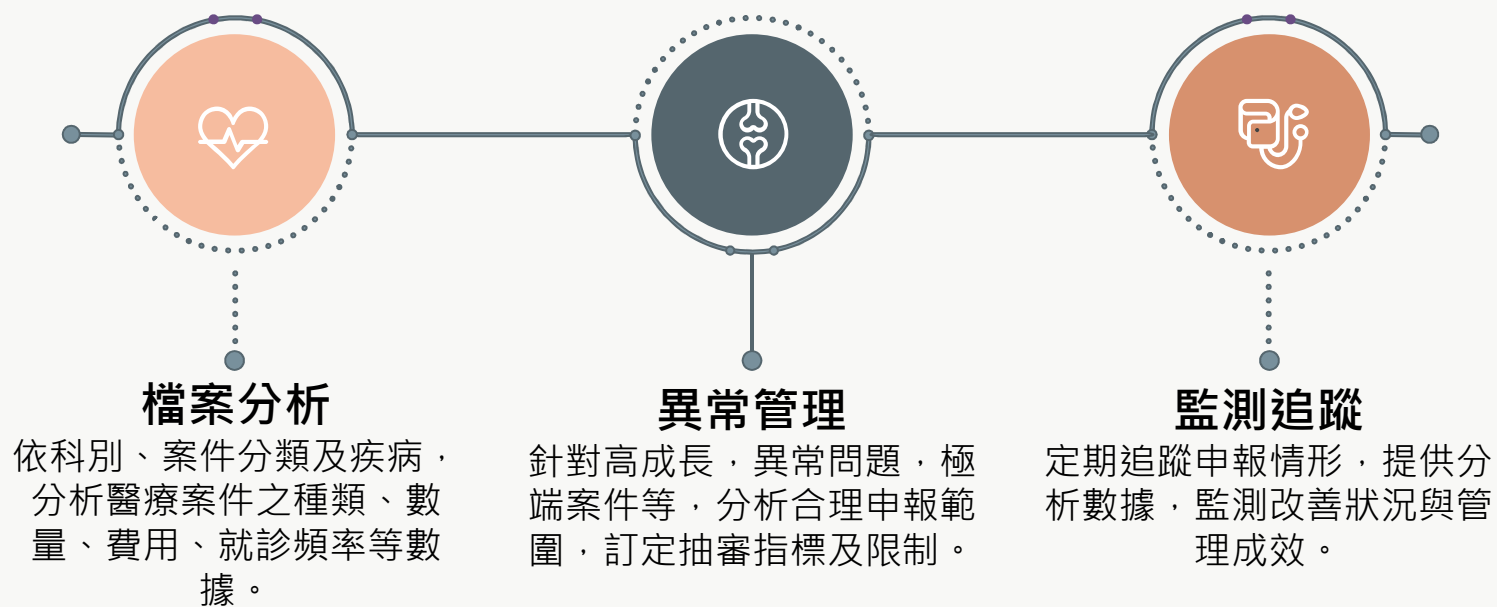 檔案分析
依科別、案件分類及疾病，
分析醫療案件之種類、數
量、費用、就診頻率等數
據。
異常管理
針對高成長，異常問題，極
端案件等，分析合理申報範
圍，訂定抽審指標及限制。
監測追蹤
定期追蹤申報情形，提供分
析數據，監測改善狀況與管
理成效。